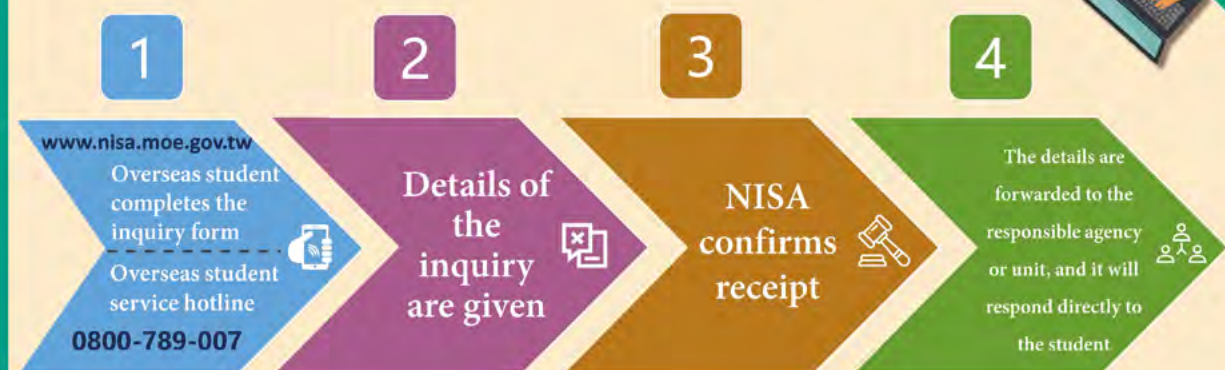 1
www.nisa.moe.gov.tw
Overseas student
completes the
inquiry form
Overseas student
service hotline
0800-789-007
2
Details of
the
inquiry
are given
3
NISA
confirms
receipt
4
The details are
forwarded to the
responsible agency
or unit, and it will
respond directly to
the student